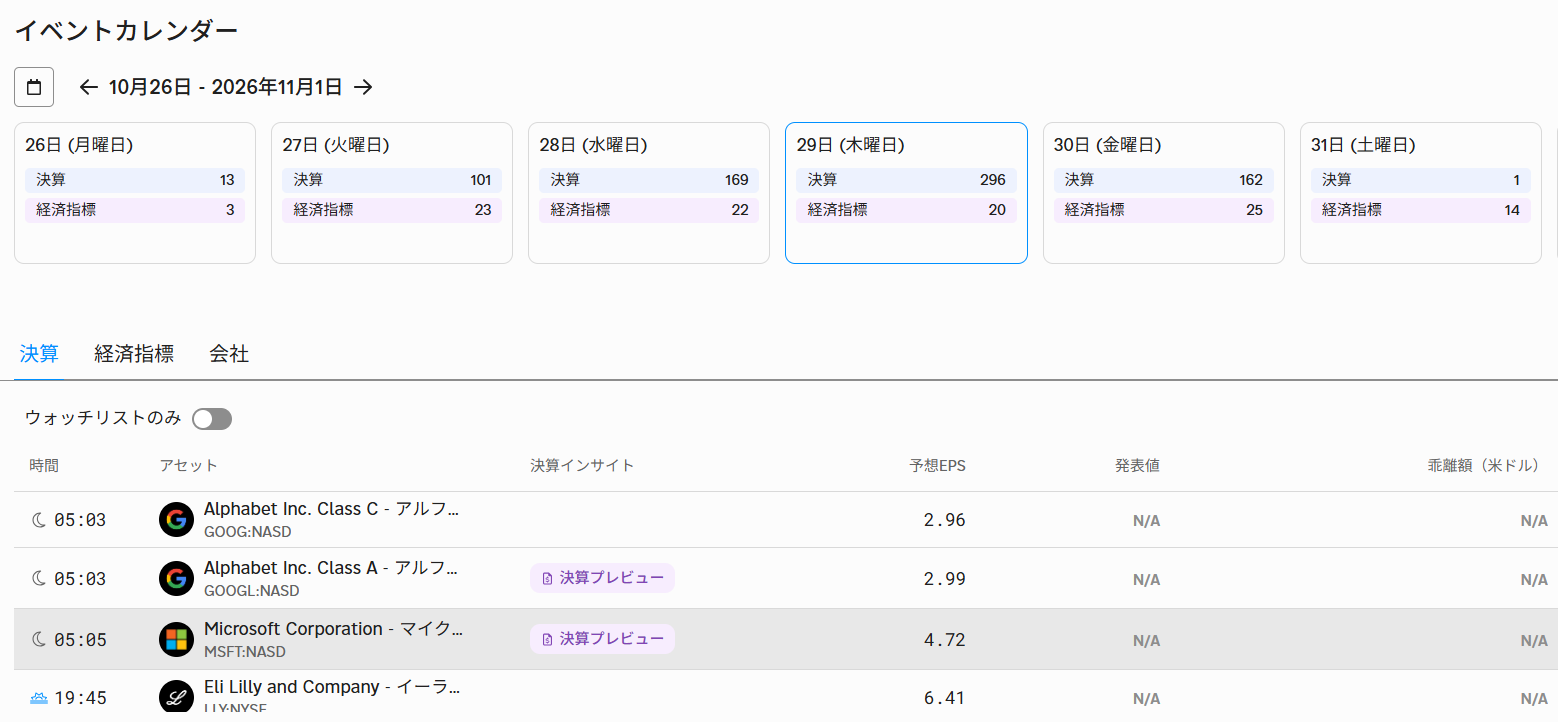 イベントカレンダー
10月26日 - 2026年11月1日
26日 (月曜日)
決算 13
経済指標 3
27日 (火曜日)
決算 101
経済指標 23
28日 (水曜日)
決算 169
経済指標 22
29日 (木曜日)
決算 296
経済指標 20
30日 (金曜日)
決算 162
経済指標 25
31日 (土曜日)
決算 1
経済指標 14
決算 経済指標 会社
ウォッチリストのみ
時間 アセット 決算インサイト 予想EPS 発表値 乖離額（米ドル）
05:03 Alphabet Inc. Class C - アルフ... 2.96 N/A N/A
GOOG:NASD
05:03 Alphabet Inc. Class A - アルフ... 決算プレビュー 2.99 N/A N/A
GOOGL:NASD
05:05 Microsoft Corporation - マイク... 決算プレビュー 4.72 N/A N/A
MSFT:NASD
19:45 Eli Lilly and Company - イーラ... 6.41 N/A N/A
LLY:NYSE